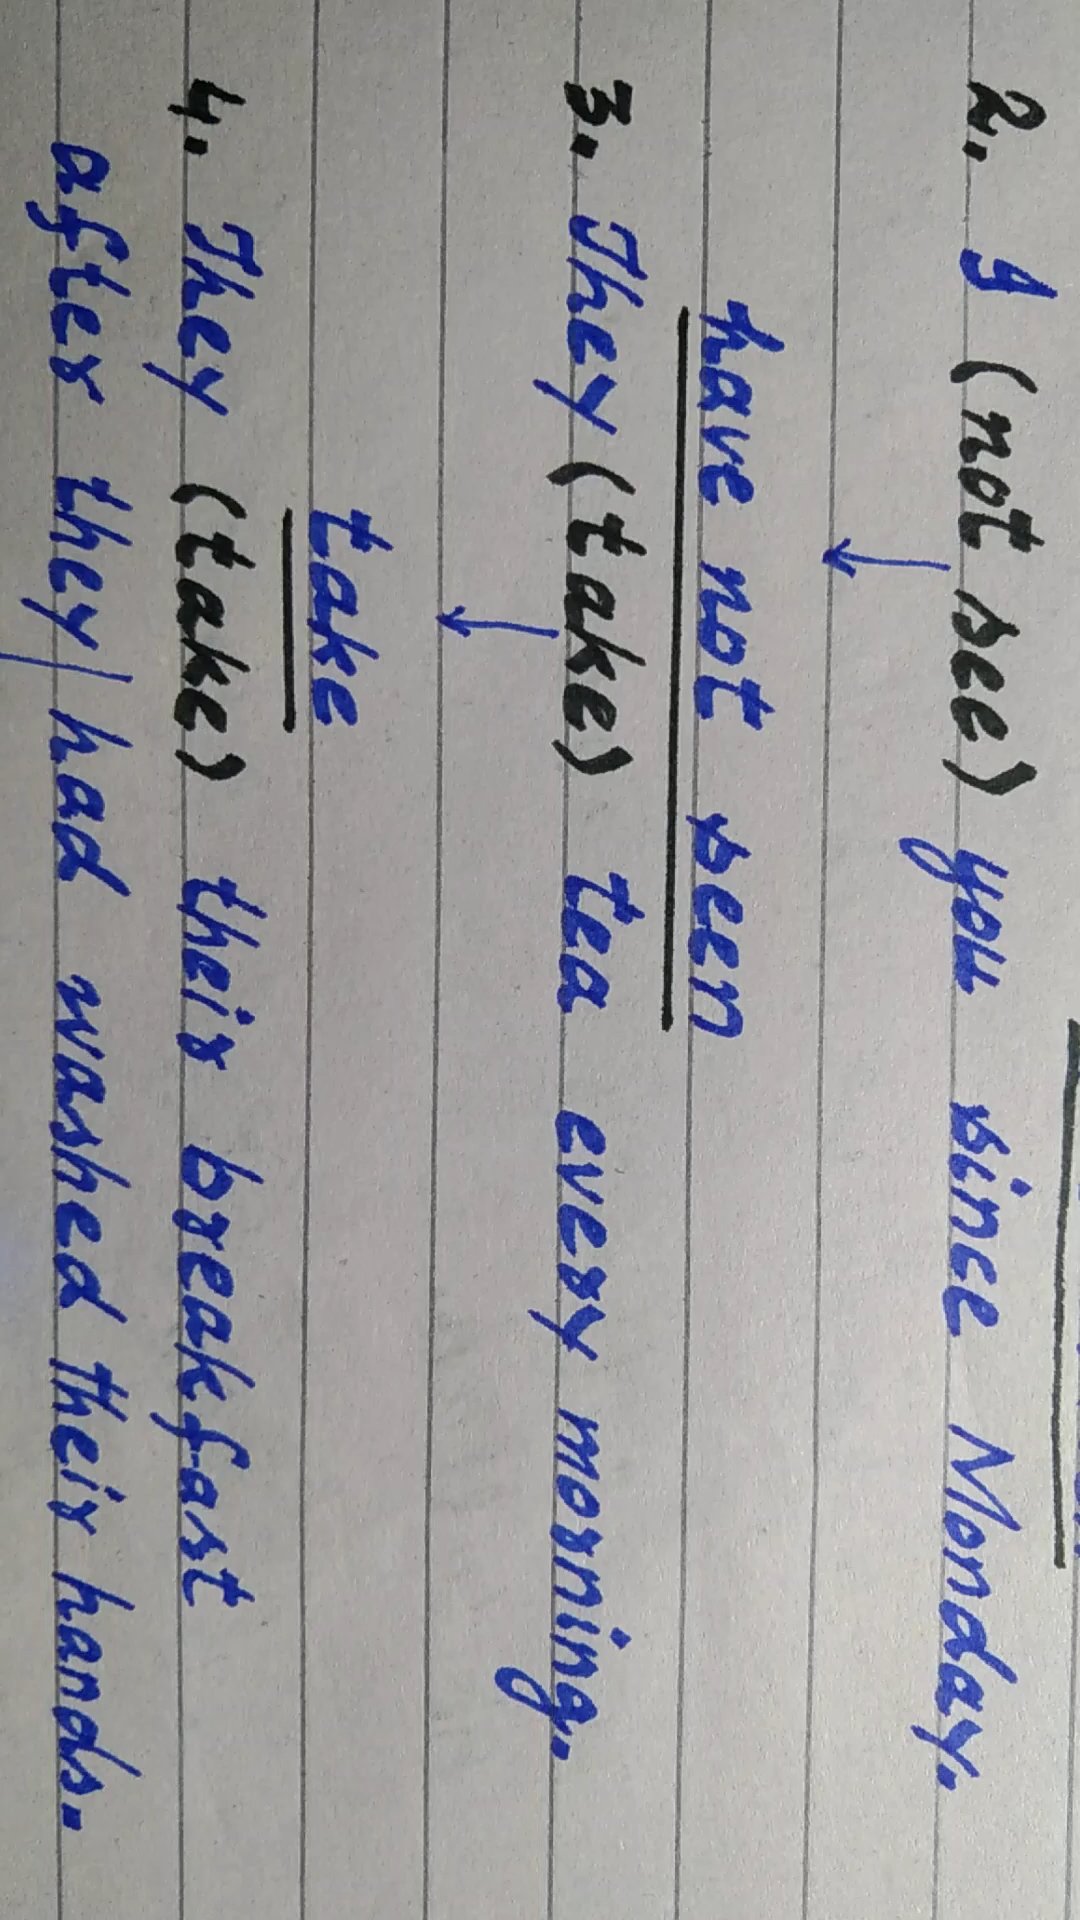 2. I (not see) you since Monday.
have not seen
3. They (take) tea every morning.
take
4. They (take) their breakfast
after they had washed their hands.